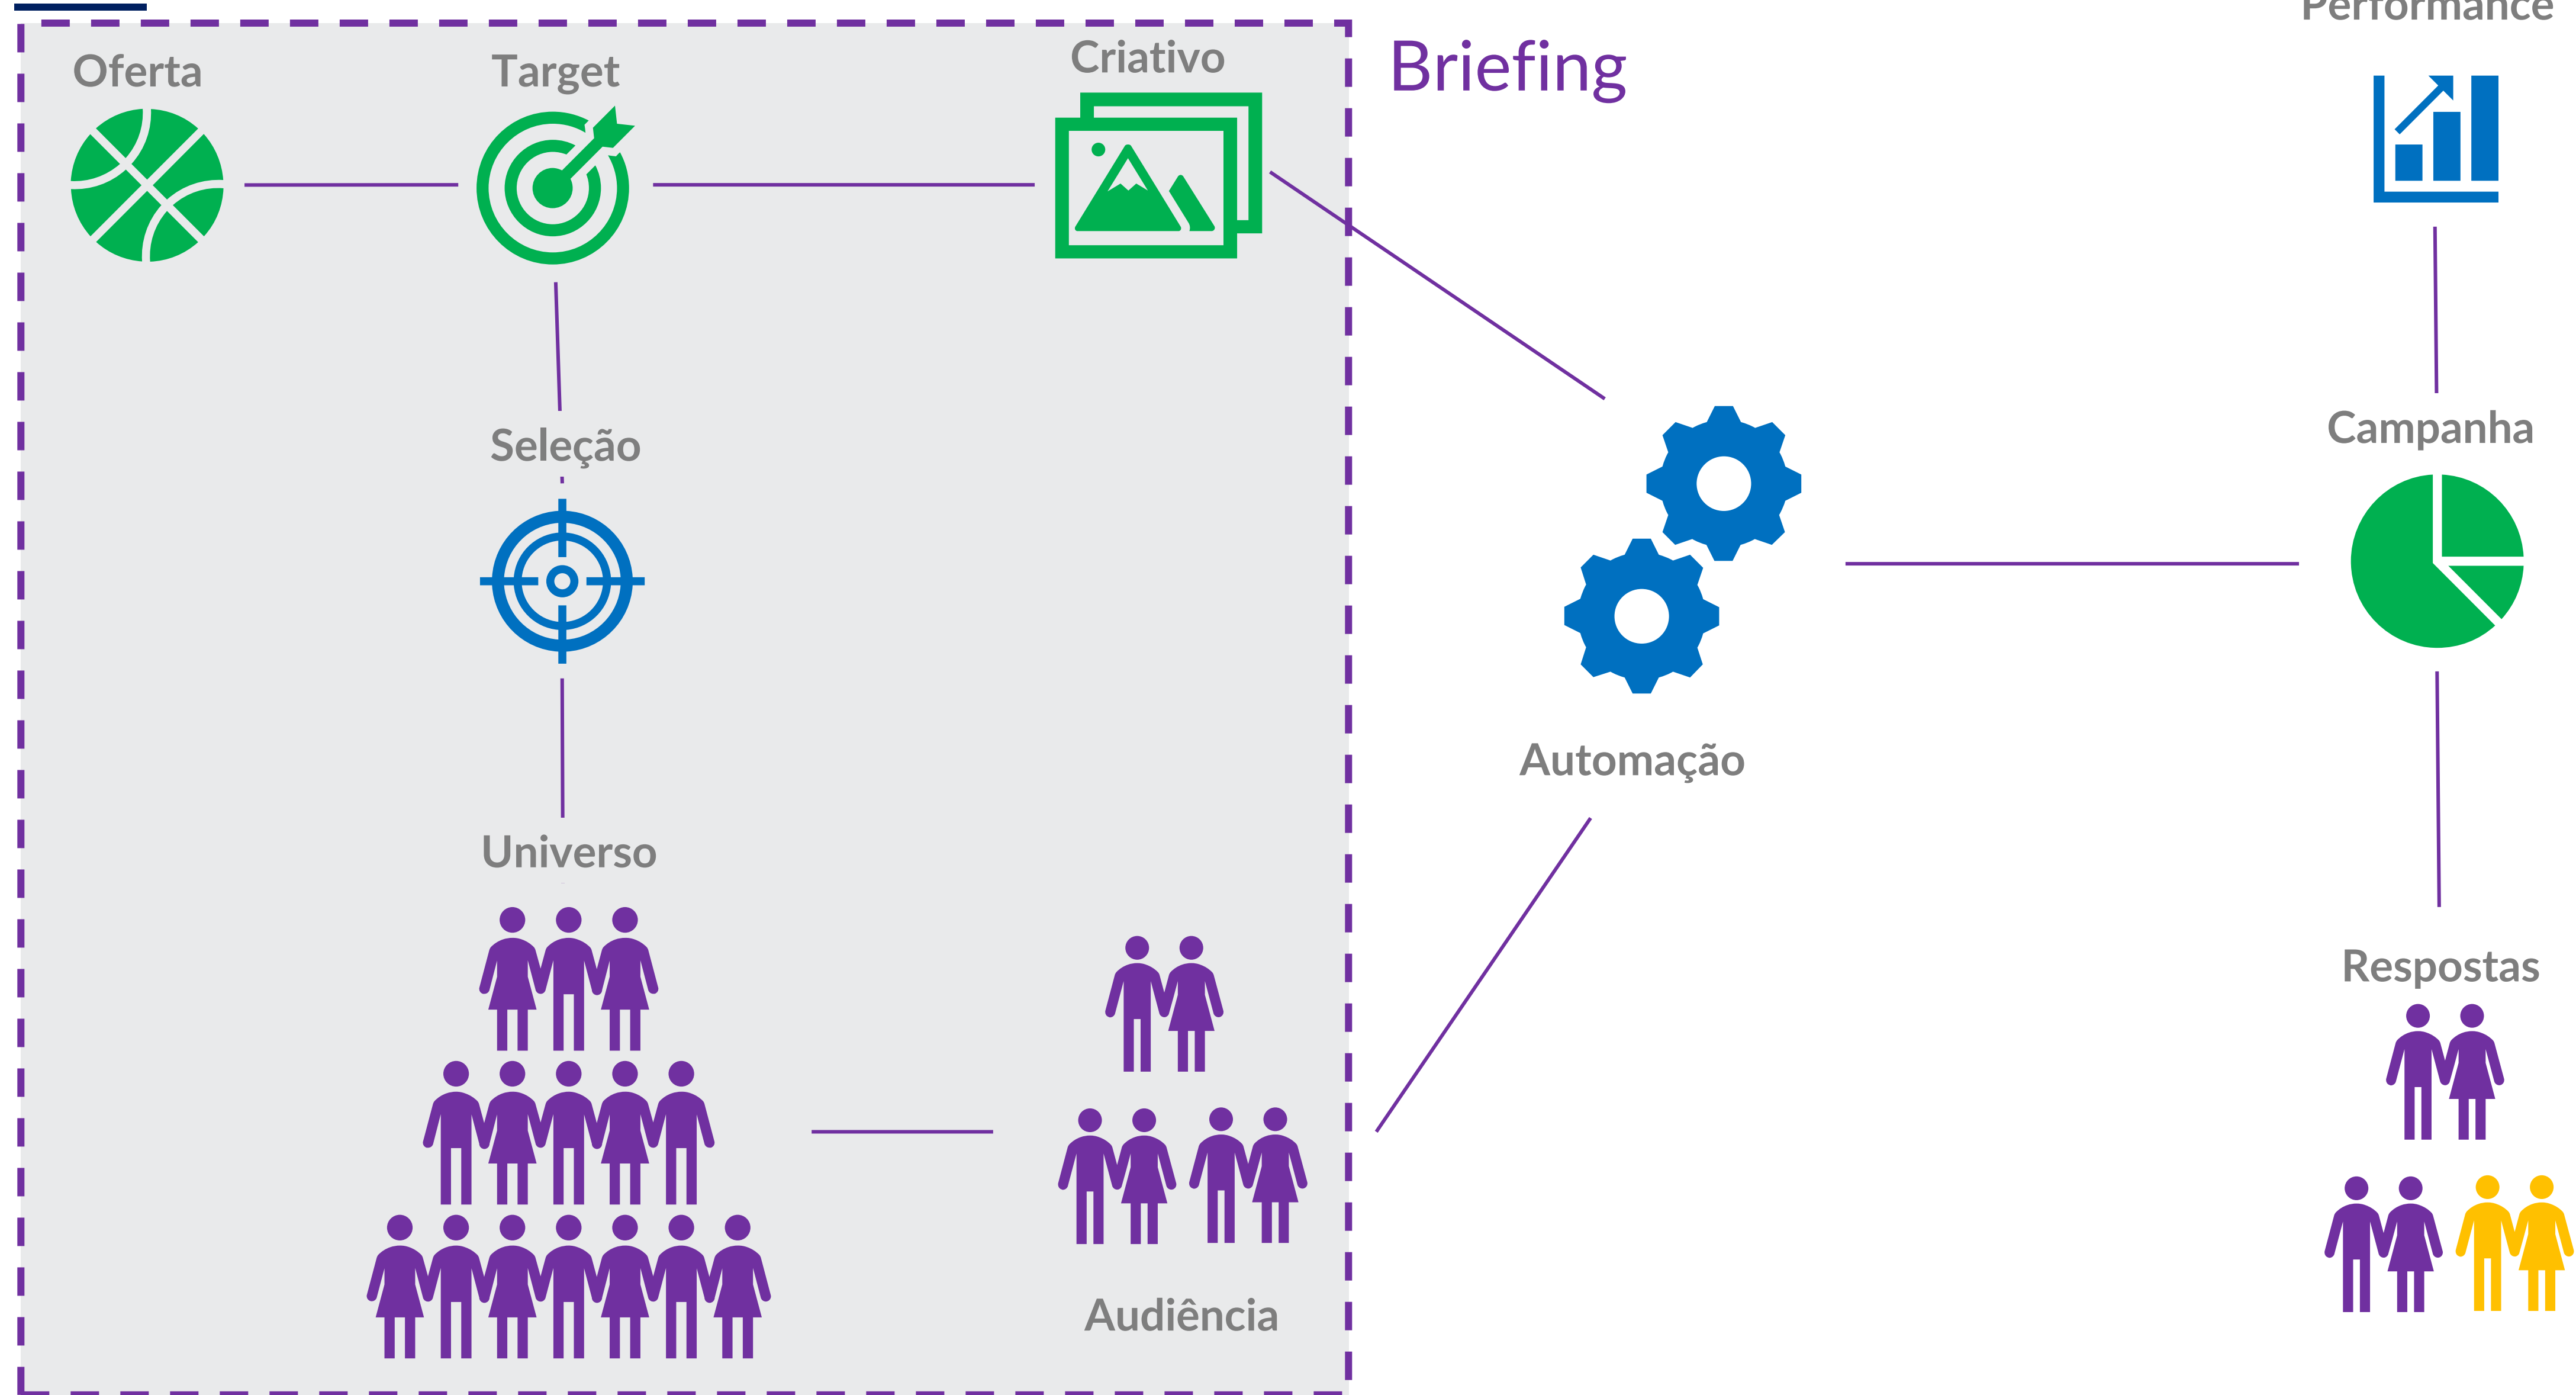 Oferta
Target
Criativo
Briefing
Performance
Seleção
Campanha
Automação
Universo
Respostas
Audiência